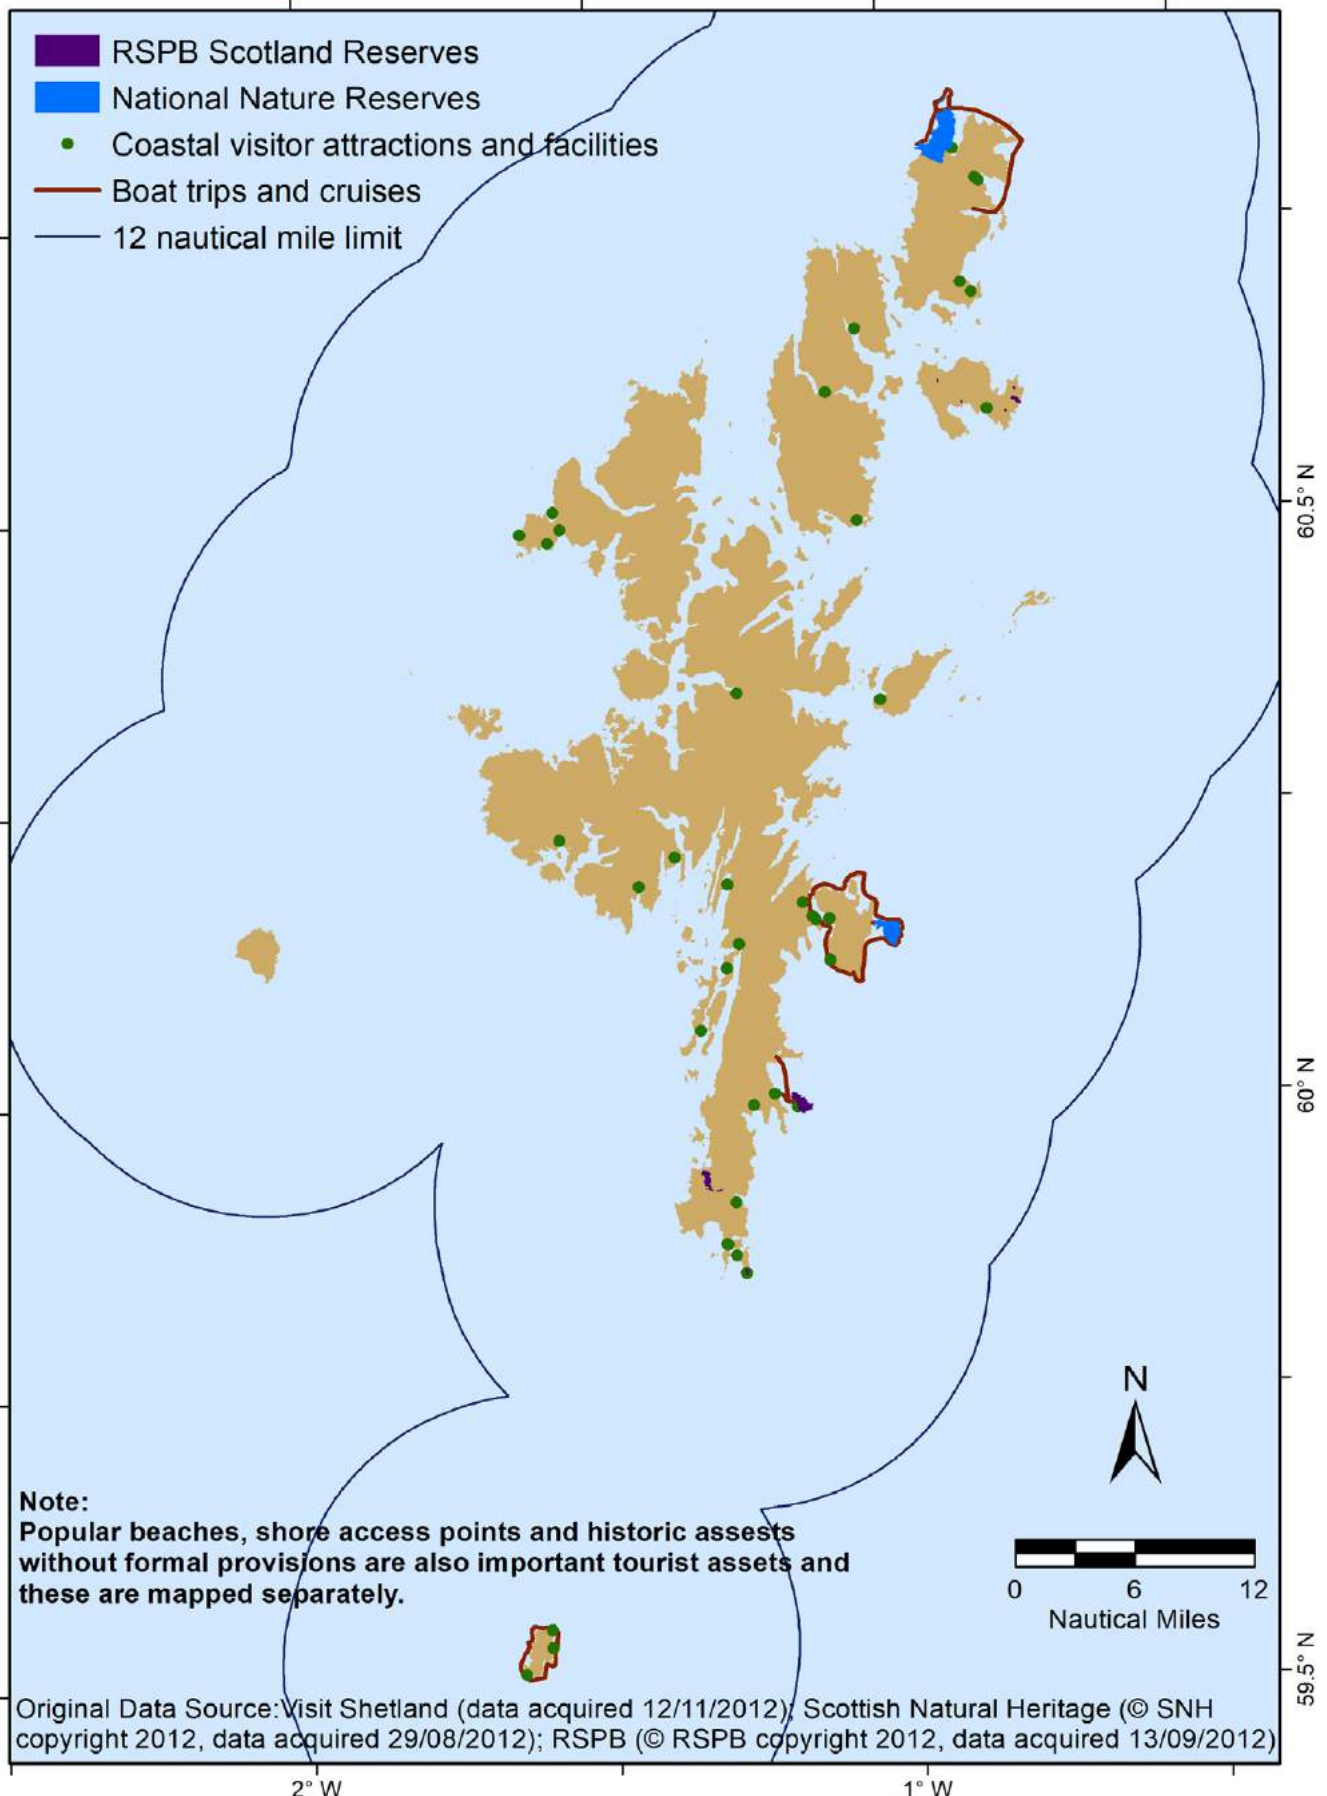 RSPB Scotland Reserves
National Nature Reserves
Coastal visitor attractions and facilities
Boat trips and cruises
12 nautical mile limit
60.5° N
60° N
N
Note:
Popular beaches, shore access points and historic assests
without formal provisions are also important tourist assets and
these are mapped separately.
0 6 12
Nautical Miles
59.5° N
Original Data Source:Visit Shetland (data acquired 12/11/2012); Scottish Natural Heritage (© SNH
copyright 2012, data acquired 29/08/2012); RSPB (© RSPB copyright 2012, data acquired 13/09/2012)
2° W 1° W